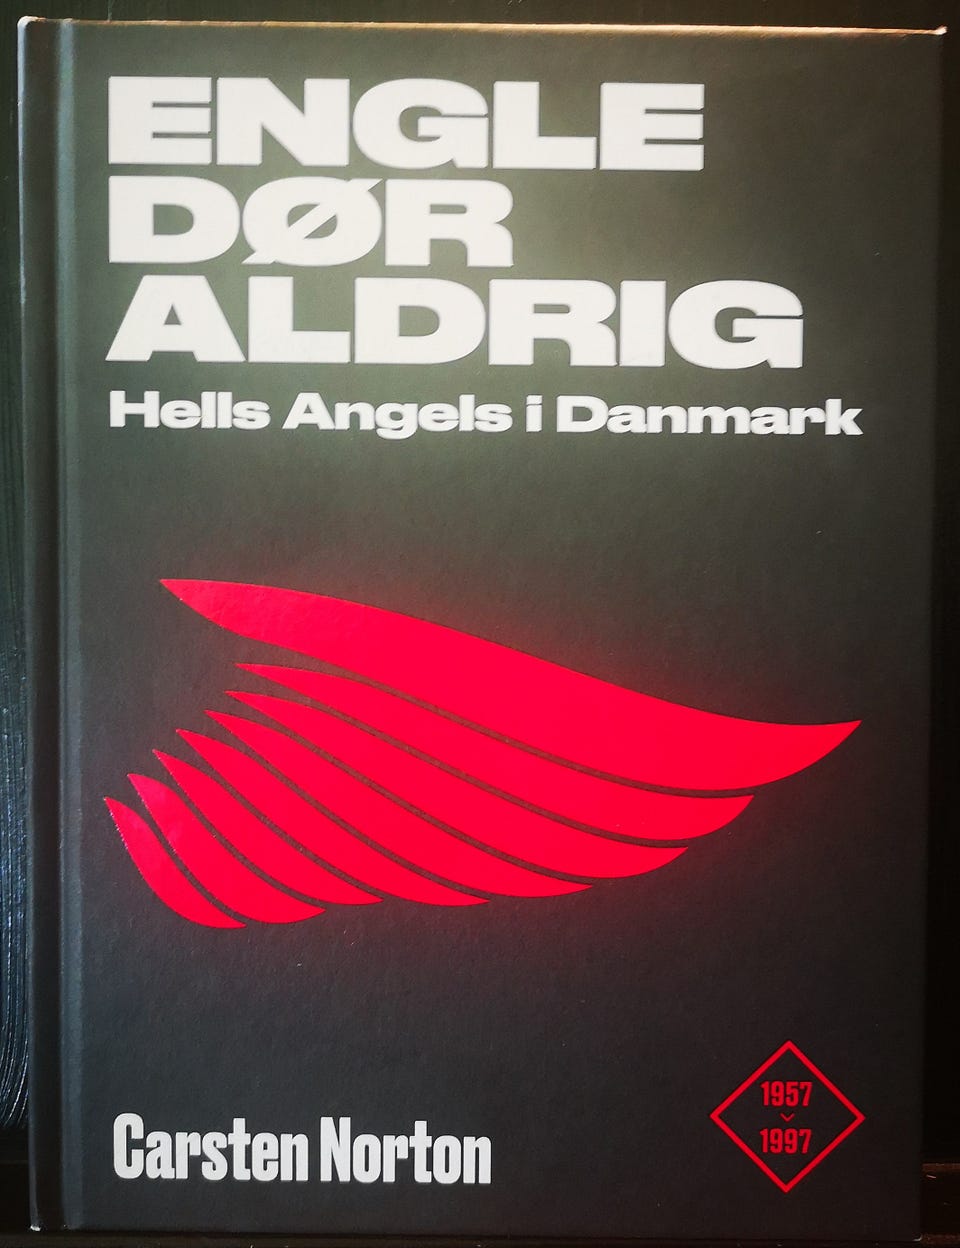 ENGLE
DØR
ALDRIG
Hells Angels i Danmark
1957
1997
Carsten Norton